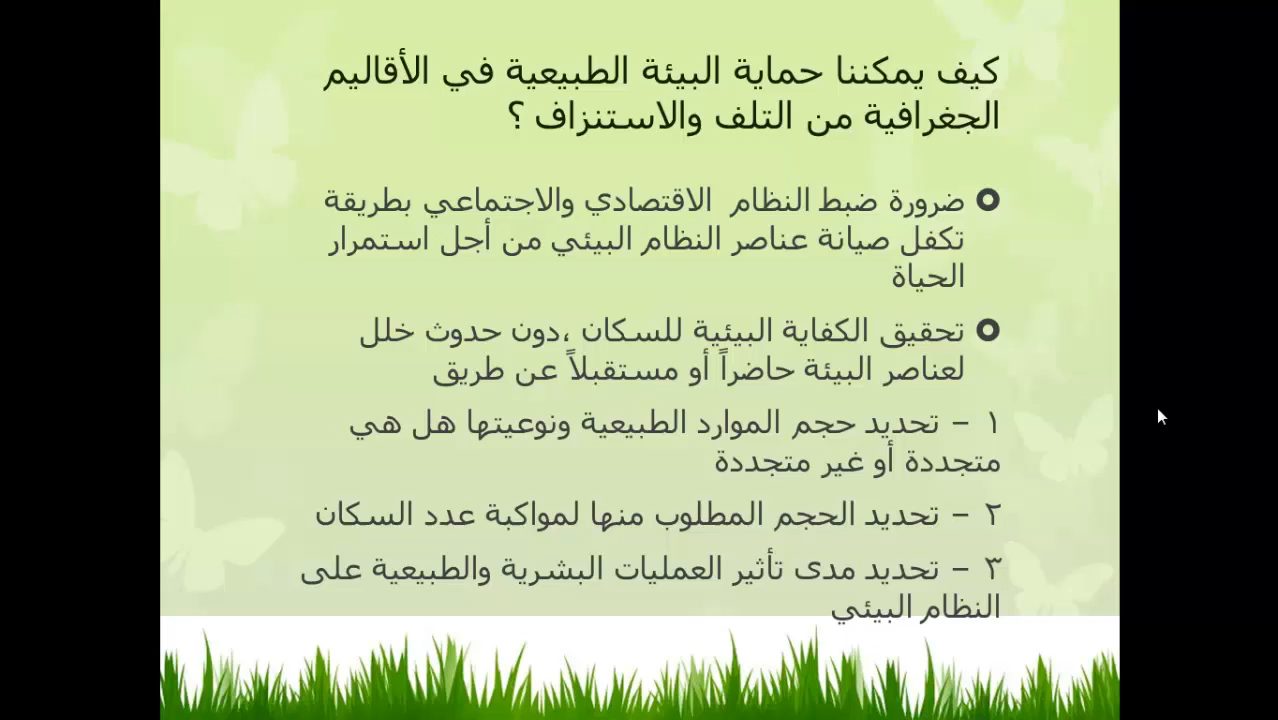 كيف يمكننا حماية البيئة الطبيعية في الأقاليم
الجغرافية من التلف والاستنزاف ؟
ضرورة ضبط النظام الاقتصادي والاجتماعي بطريقة
تكفل صيانة عناصر النظام البيئي من أجل استمرار
الحياة
تحقيق الكفاية البيئية للسكان ،دون حدوث خلل
لعناصر البيئة حاضراً أو مستقبلاً عن طريق
١ – تحديد حجم الموارد الطبيعية ونوعيتها هل هي
متجددة أو غير متجددة
٢ – تحديد الحجم المطلوب منها لمواكبة عدد السكان
٣ – تحديد مدى تأثير العمليات البشرية والطبيعية على
النظام البيئي